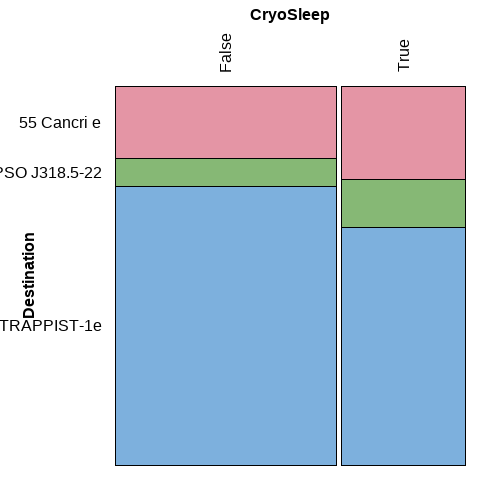 CryoSleep
False
True
55 Cancri e
PSO J318.5-22
TRAPPIST-1e
Destination